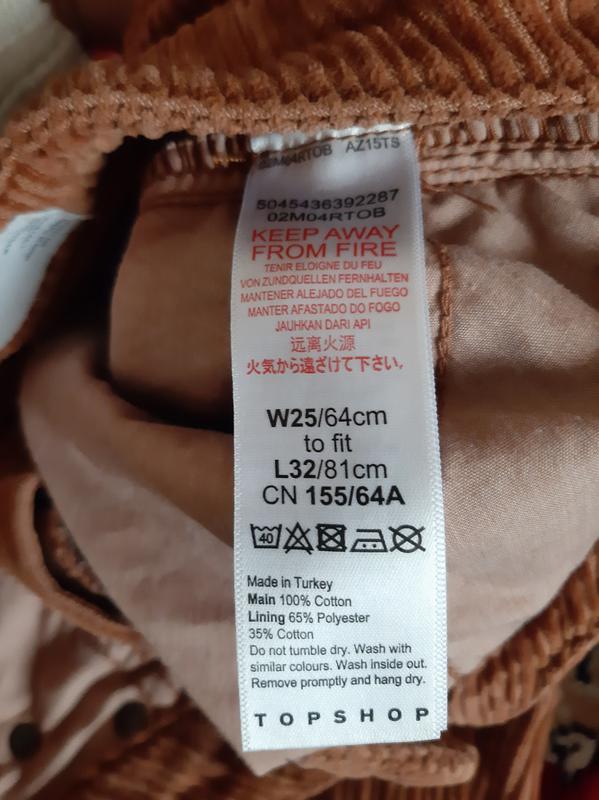 02M04RTOB AZ15TS
5045436392287
02M04RTOB
KEEP AWAY
FROM FIRE
TENIR ELOIGNE DU FEU
VON ZUNDQUELLEN FERNHALTEN
MANTENER ALEJADO DEL FUEGO
MANTER AFASTADO DO FOGO
JAUHKAN DARI API
远离火源
火気から遠ざけて下さい。
W25/64cm
to fit
L32/81cm
CN 155/64A
40
Made in Turkey
Main 100% Cotton
Lining 65% Polyester
35% Cotton
Do not tumble dry. Wash with
similar colours. Wash inside out.
Remove promptly and hang dry.
TOPSHOP